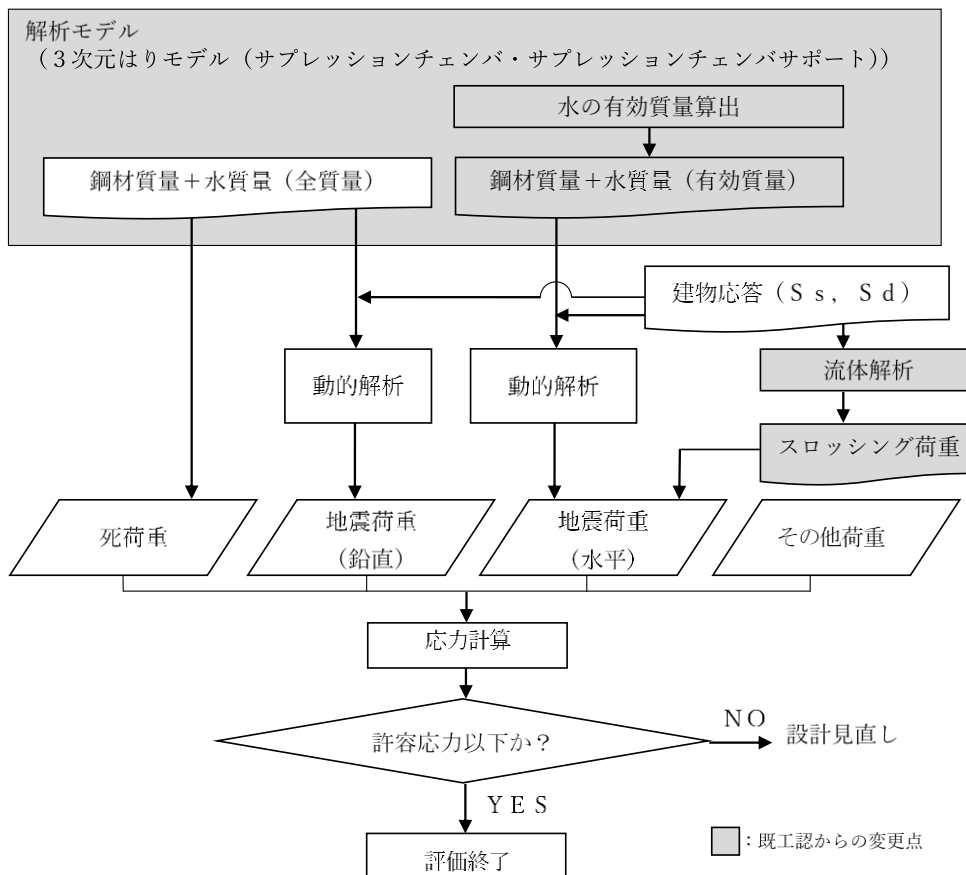 解析モデル
（３次元はりモデル（サプレッションチェンバ・サプレッションチェンバサポート））
水の有効質量算出
鋼材質量＋水質量（全質量）
鋼材質量＋水質量（有効質量）
建物応答（Ｓｓ，Ｓｄ）
動的解析
動的解析
流体解析
スロッシング荷重
死荷重
地震荷重
（鉛直）
地震荷重
（水平）
その他荷重
応力計算
許容応力以下か？
ＮＯ
設計見直し
ＹＥＳ
評価終了
：既工認からの変更点